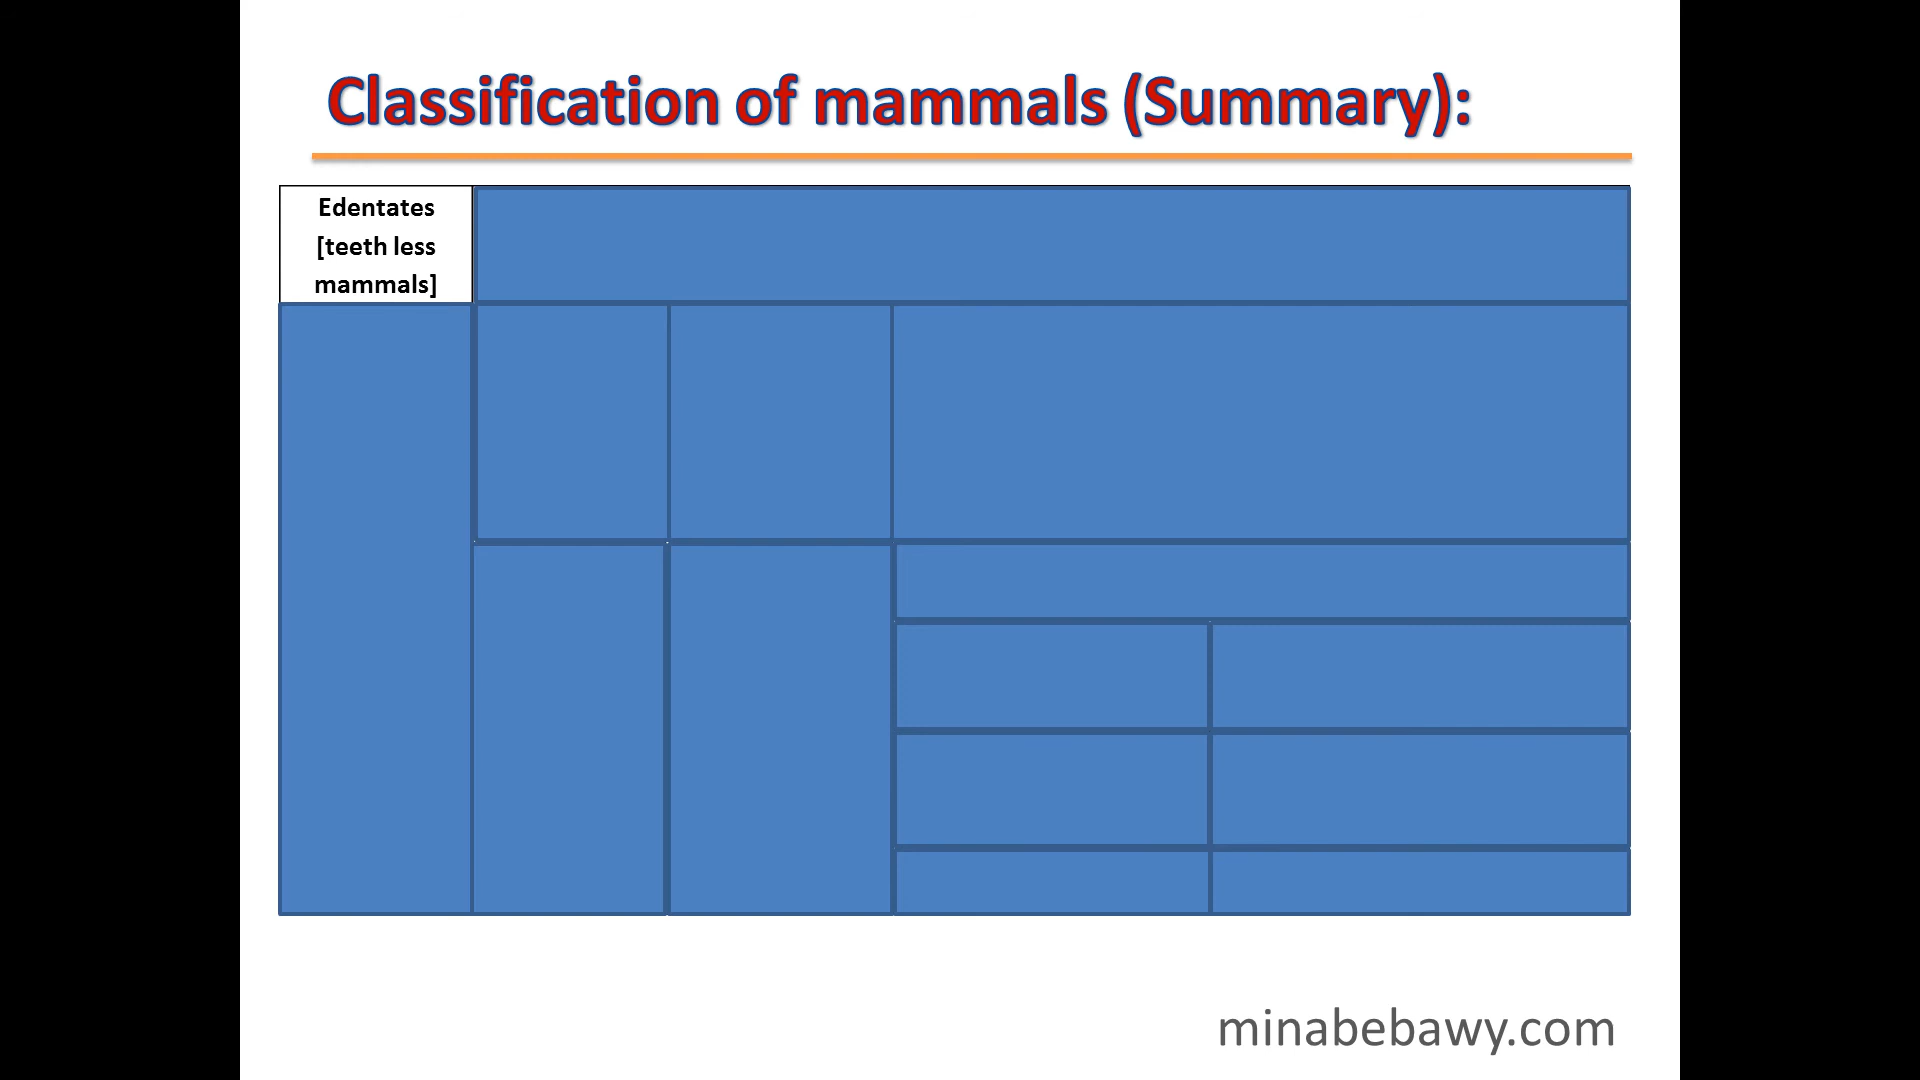 Classification of mammals (Summary):
Edentates
[teeth less
mammals]
minabebawy.com